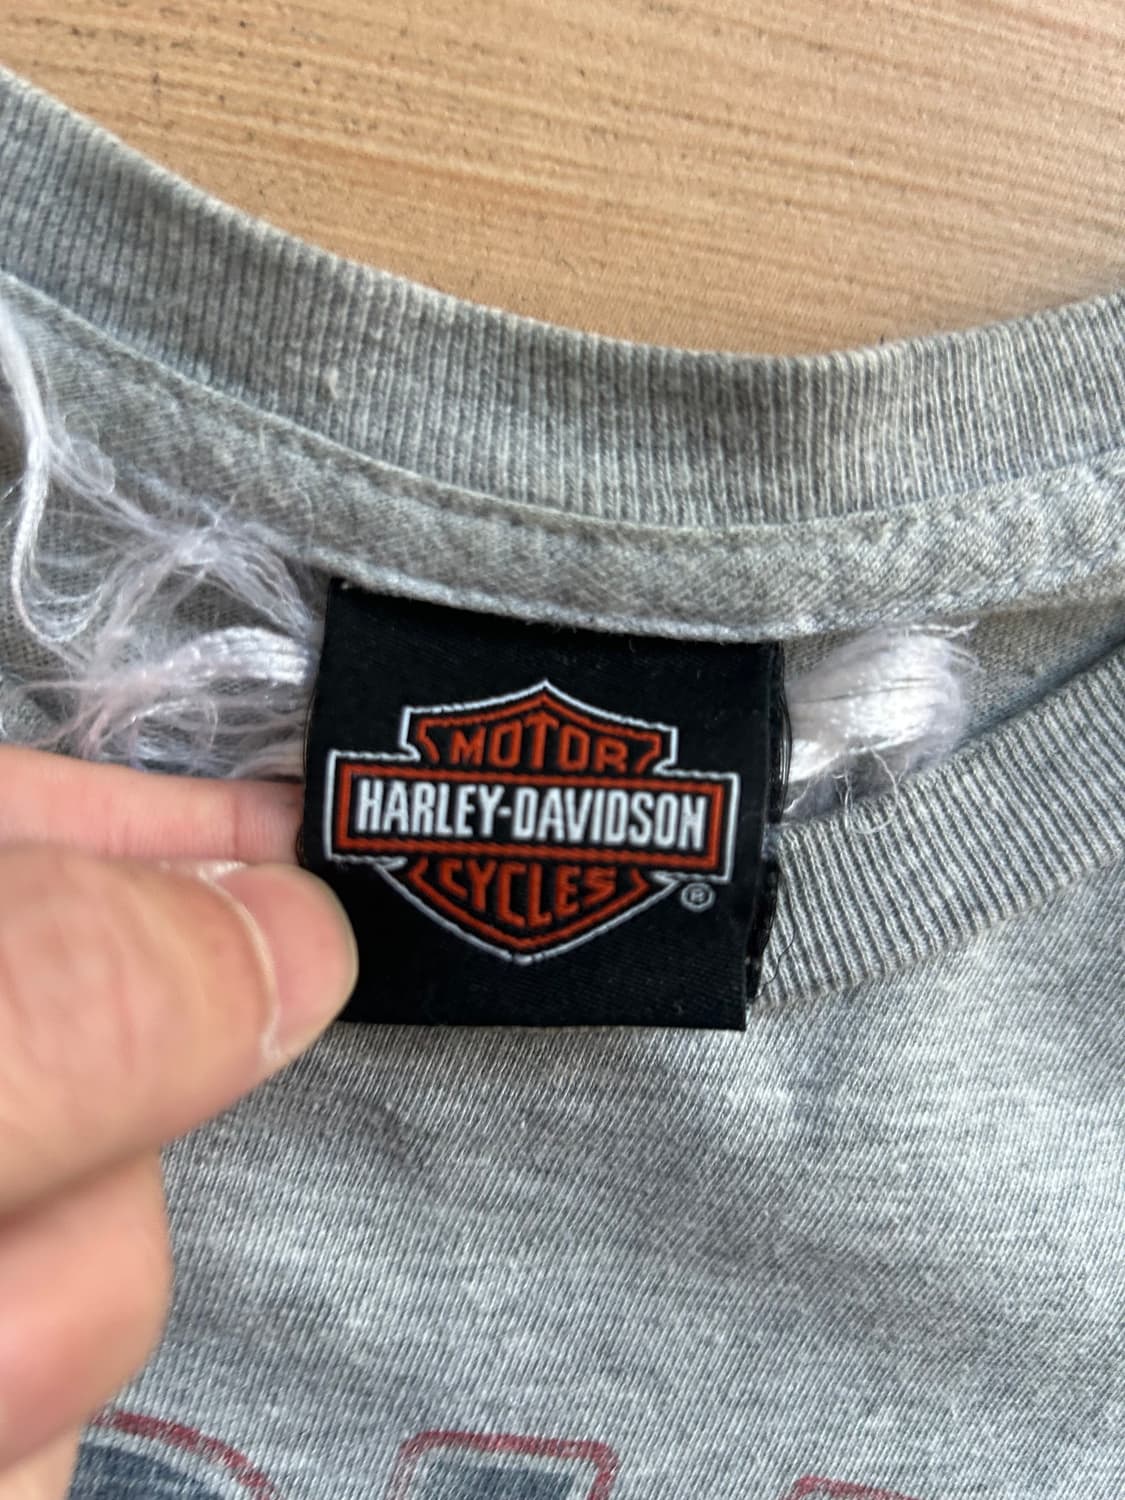 MOTOR
HARLEY-DAVIDSON
CYCLES
®